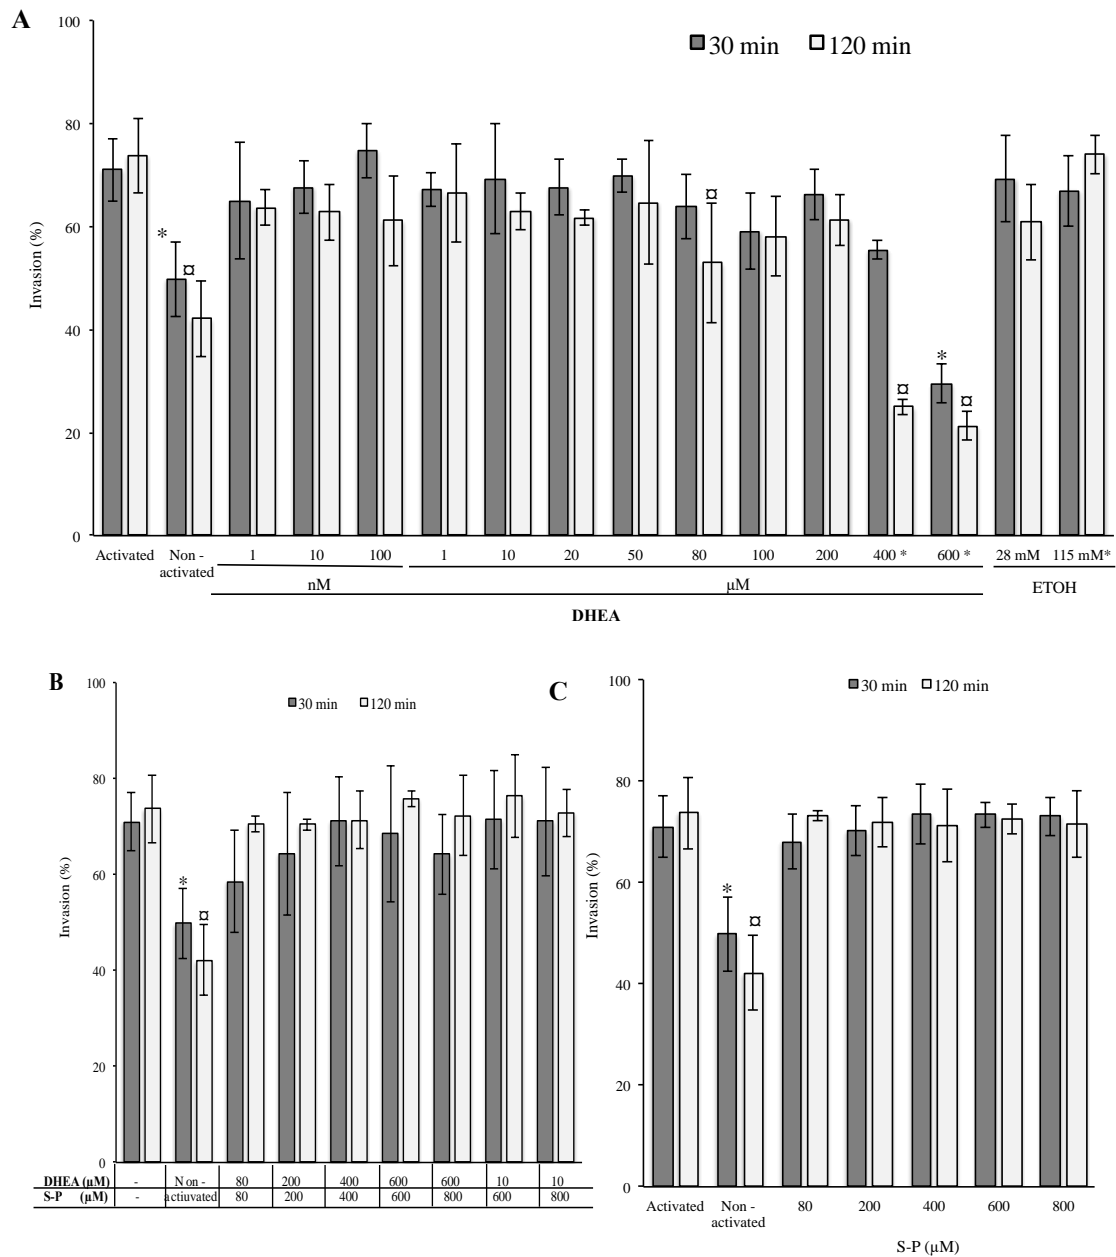 A
100
80
60
40
20
0
Invasion (%)
30 min 120 min
*
¤
¤
¤
*
¤
Activated Non - 1 10 100 1 10 20 50 80 100 200 400 * 600 * 28 mM 115 mM*
activated
nM µM ETOH
DHEA
B
100
80
60
40
20
0
Invasion (%)
30 min 120 min
*
¤
DHEA (µM) - Non - 80 200 400 600 600 10 10
S-P (µM) - actiuvated 80 200 400 600 800 600 800
C
100
80
60
40
20
0
Invasion (%)
30 min 120 min
*
¤
Activated Non - 80 200 400 600 800
activated
S-P (µM)